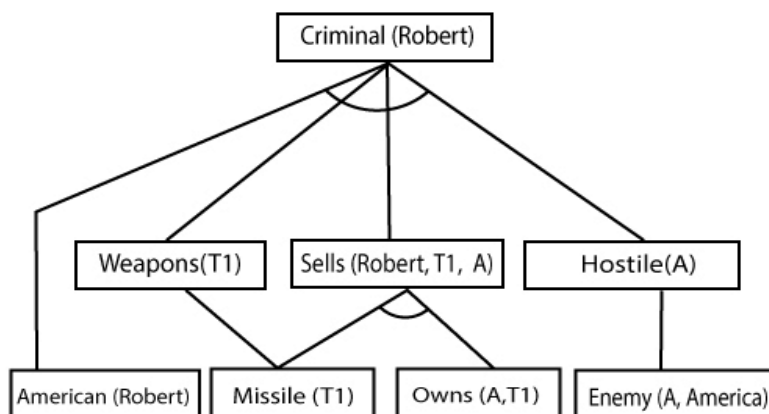 Criminal (Robert)
Weapons(T1)
Sells (Robert, T1, A)
Hostile(A)
American (Robert)
Missile (T1)
Owns (A,T1)
Enemy (A, America)